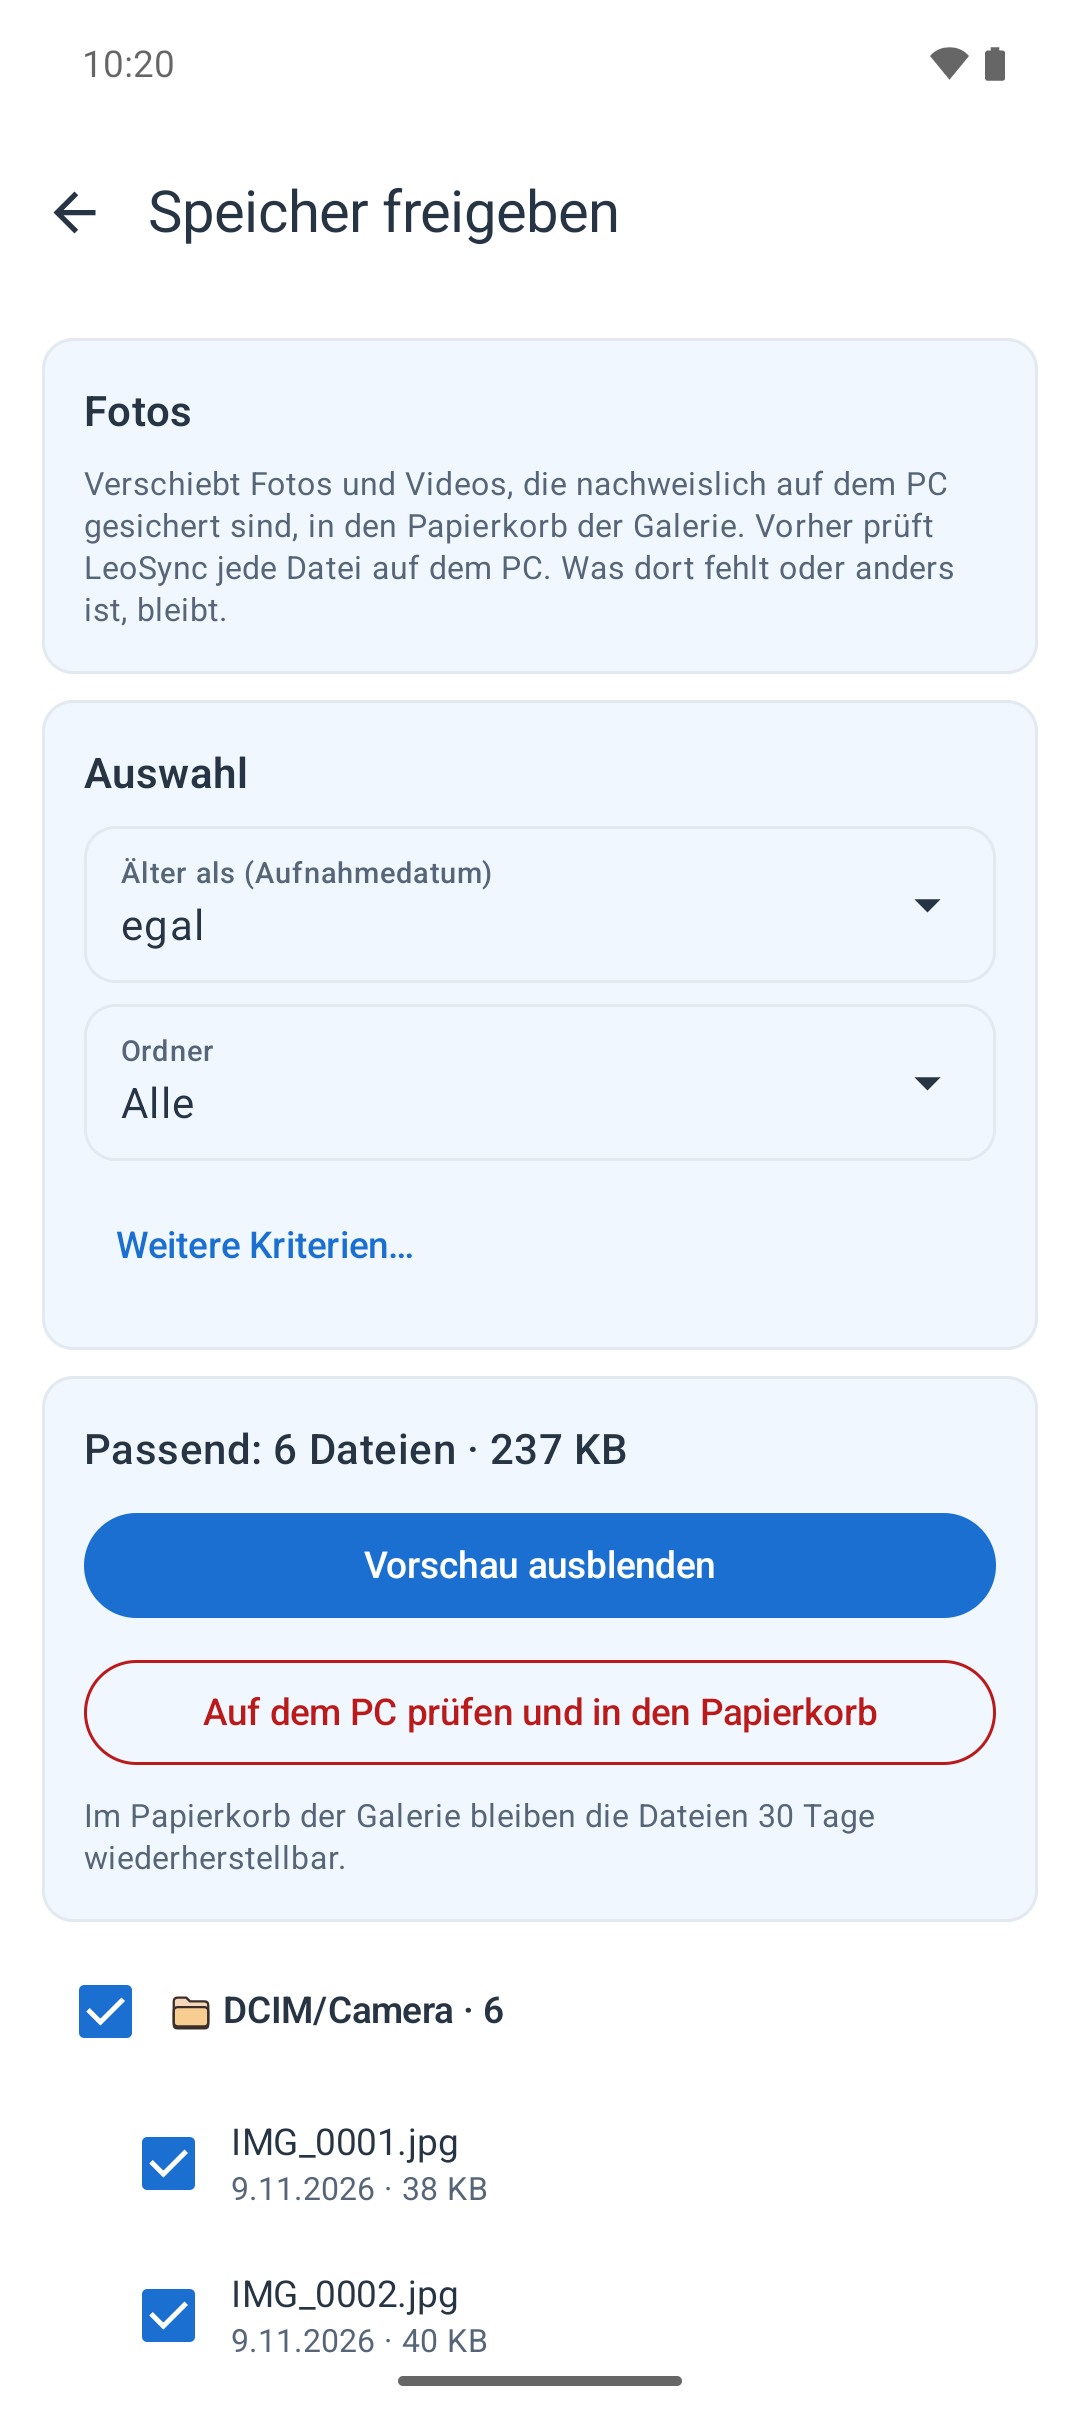 10:20
Speicher freigeben
Fotos
Verschiebt Fotos und Videos, die nachweislich auf dem PC
gesichert sind, in den Papierkorb der Galerie. Vorher prüft
LeoSync jede Datei auf dem PC. Was dort fehlt oder anders
ist, bleibt.
Auswahl
Älter als (Aufnahmedatum)
egal
Ordner
Alle
Weitere Kriterien…
Passend: 6 Dateien · 237 KB
Vorschau ausblenden
Auf dem PC prüfen und in den Papierkorb
Im Papierkorb der Galerie bleiben die Dateien 30 Tage
wiederherstellbar.
DCIM/Camera · 6
IMG_0001.jpg
9.11.2026 · 38 KB
IMG_0002.jpg
9.11.2026 · 40 KB